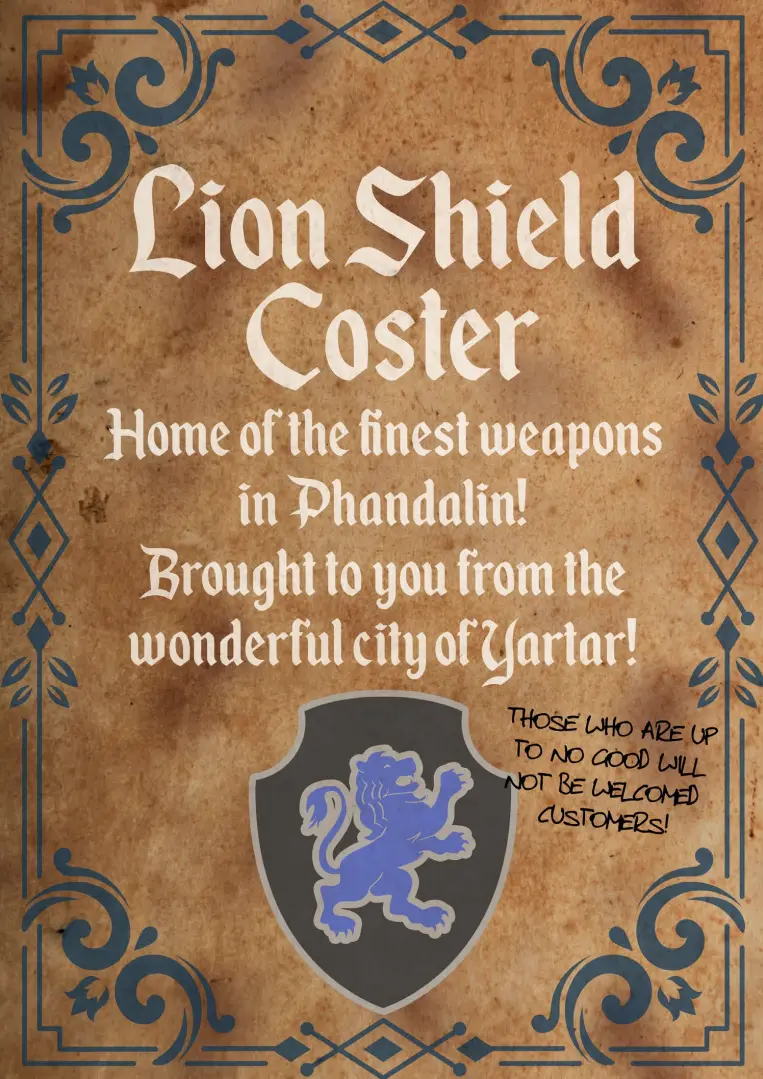 Lion Shield
Coster
Home of the finest weapons
in Phandalin!
Brought to you from the
wonderful city of Yartar!
THOSE WHO ARE UP
TO NO GOOD WILL
NOT BE WELCOMED
CUSTOMERS!